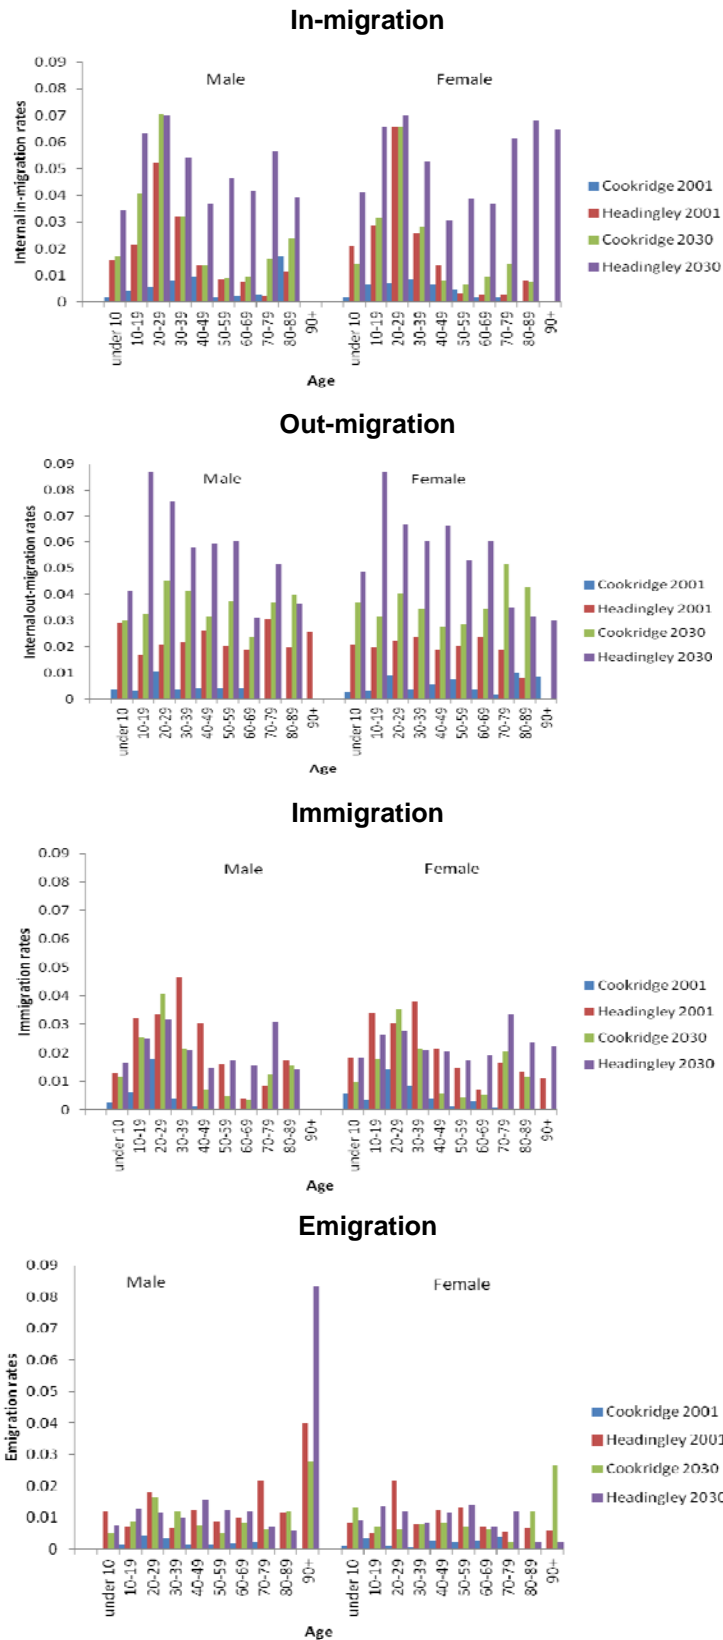 In-migration
0.09
0.08
0.07
0.06
0.05
0.04
0.03
0.02
0.01
0
Internal in-migration rates
Male
Female
under 10
10-19
20-29
30-39
40-49
50-59
60-69
70-79
80-89
90+
under 10
10-19
20-29
30-39
40-49
50-59
60-69
70-79
80-89
90+
Age
Cookridge 2001
Headingley 2001
Cookridge 2030
Headingley 2030
Out-migration
0.09
0.08
0.07
0.06
0.05
0.04
0.03
0.02
0.01
0
Internal out-migration rates
Male
Female
under 10
10-19
20-29
30-39
40-49
50-59
60-69
70-79
80-89
90+
under 10
10-19
20-29
30-39
40-49
50-59
60-69
70-79
80-89
90+
Age
Cookridge 2001
Headingley 2001
Cookridge 2030
Headingley 2030
Immigration
0.09
0.08
0.07
0.06
0.05
0.04
0.03
0.02
0.01
0
Immigration rates
Male
Female
under 10
10-19
20-29
30-39
40-49
50-59
60-69
70-79
80-89
90+
under 10
10-19
20-29
30-39
40-49
50-59
60-69
70-79
80-89
90+
Age
Cookridge 2001
Headingley 2001
Cookridge 2030
Headingley 2030
Emigration
0.09
0.08
0.07
0.06
0.05
0.04
0.03
0.02
0.01
0
Emigration rates
Male
Female
under 10
10-19
20-29
30-39
40-49
50-59
60-69
70-79
80-89
90+
under 10
10-19
20-29
30-39
40-49
50-59
60-69
70-79
80-89
90+
Age
Cookridge 2001
Headingley 2001
Cookridge 2030
Headingley 2030